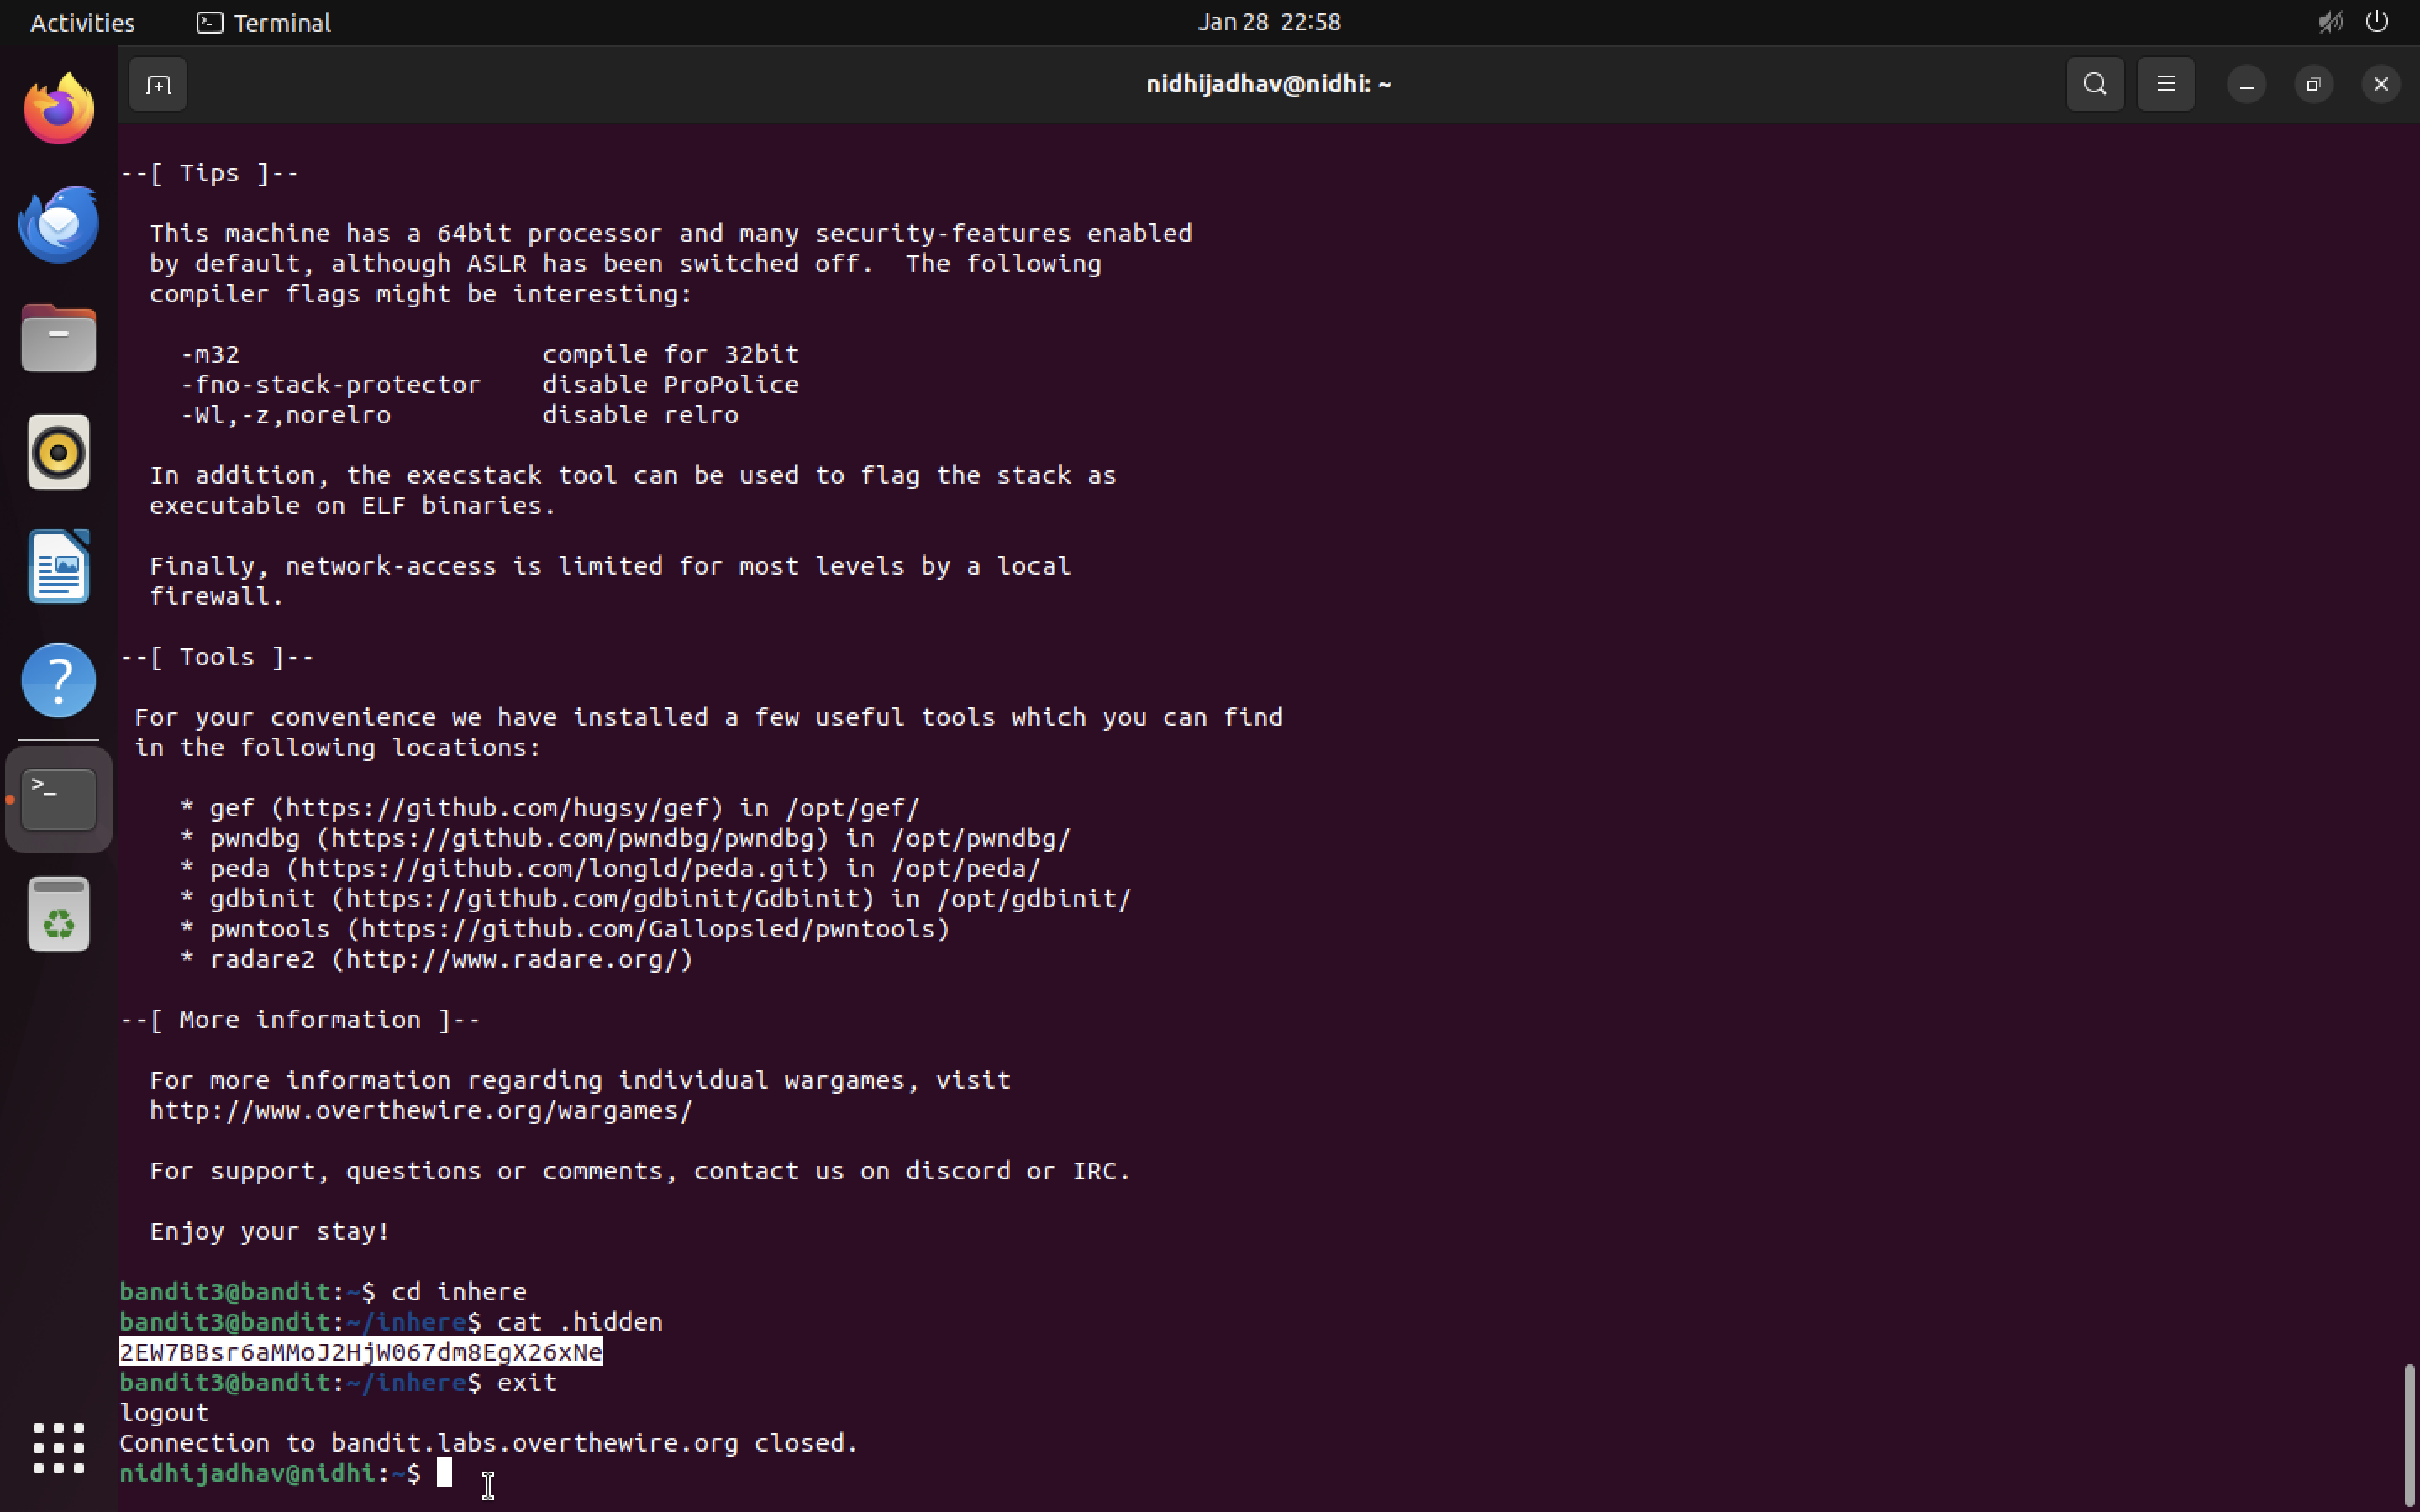 Activities
Terminal
Jan 28 22:58
nidhijadhav@nidhi: ~
--[ Tips ]--
This machine has a 64bit processor and many security-features enabled
by default, although ASLR has been switched off.  The following
compiler flags might be interesting:
-m32                    compile for 32bit
-fno-stack-protector    disable ProPolice
-Wl,-z,norelro          disable relro
In addition, the execstack tool can be used to flag the stack as
executable on ELF binaries.
Finally, network-access is limited for most levels by a local
firewall.
--[ Tools ]--
For your convenience we have installed a few useful tools which you can find
in the following locations:
* gef (https://github.com/hugsy/gef) in /opt/gef/
* pwndbg (https://github.com/pwndbg/pwndbg) in /opt/pwndbg/
* peda (https://github.com/longld/peda.git) in /opt/peda/
* gdbinit (https://github.com/gdbinit/Gdbinit) in /opt/gdbinit/
* pwntools (https://github.com/Gallopsled/pwntools)
* radare2 (http://www.radare.org/)
--[ More information ]--
For more information regarding individual wargames, visit
http://www.overthewire.org/wargames/
For support, questions or comments, contact us on discord or IRC.
Enjoy your stay!
bandit3@bandit:~$ cd inhere
bandit3@bandit:~/inhere$ cat .hidden
2EW7BBsr6aMMoJ2HjW067dm8EgX26xNe
bandit3@bandit:~/inhere$ exit
logout
Connection to bandit.labs.overthewire.org closed.
nidhijadhav@nidhi:~$